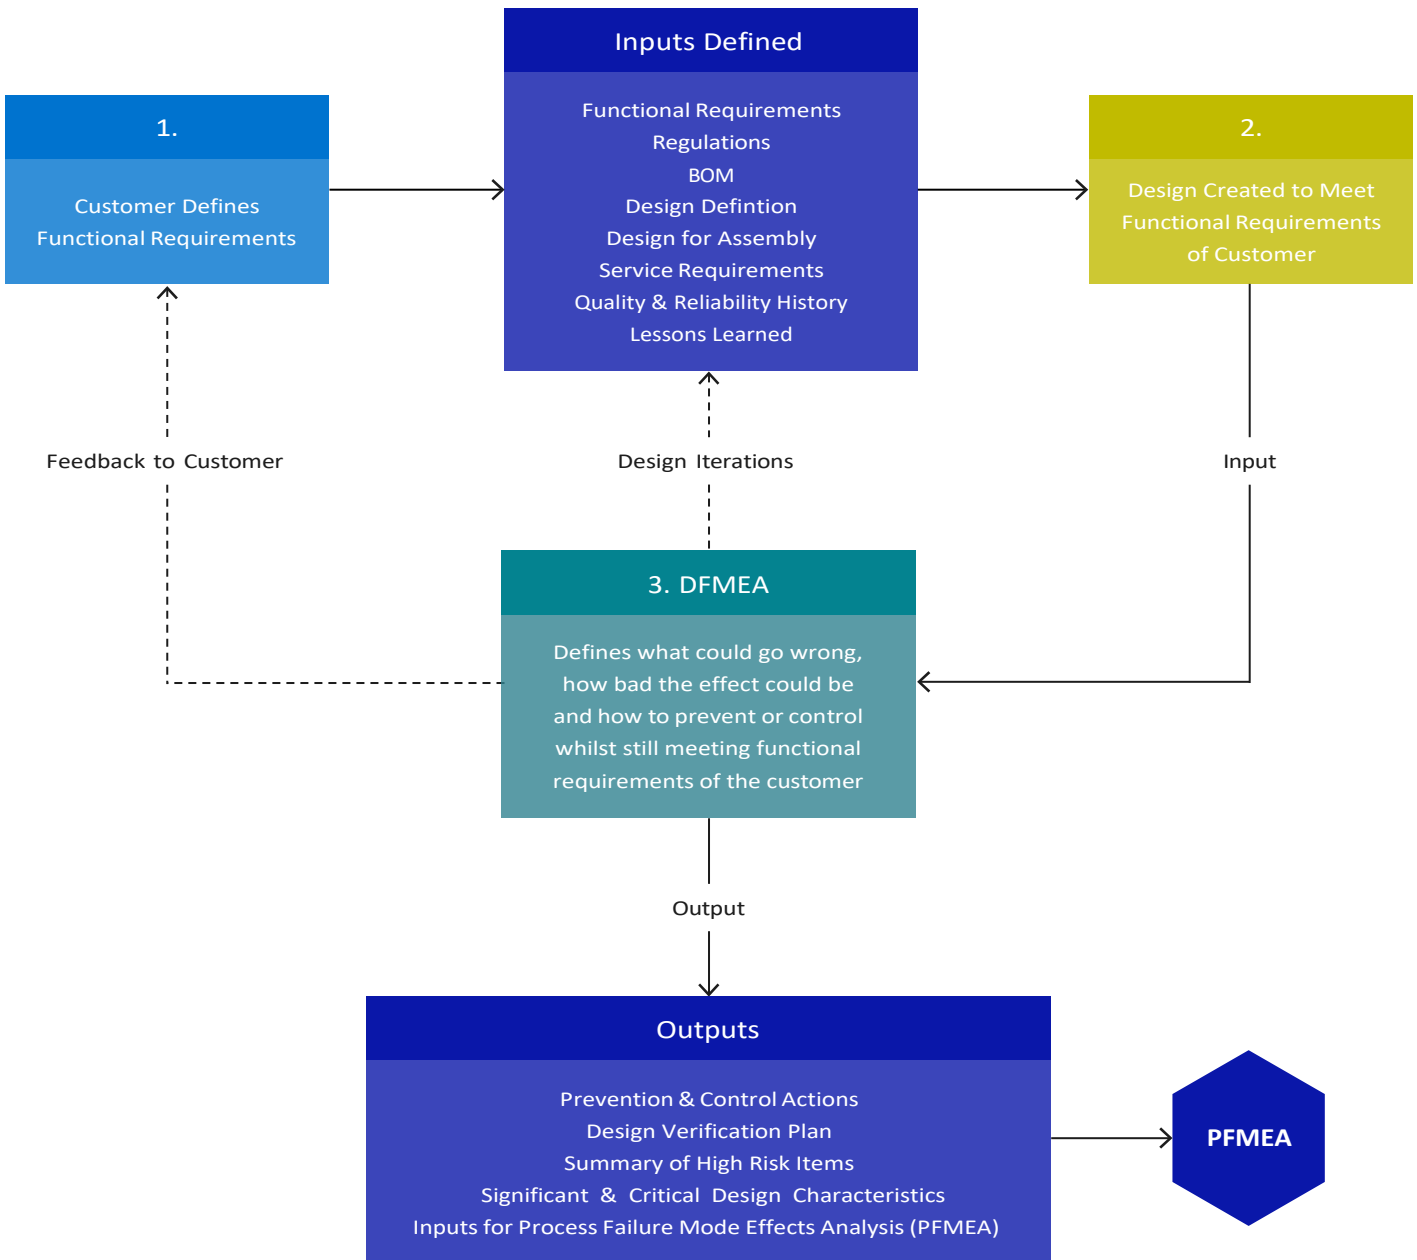 Inputs Defined
Functional Requirements
Regulations
BOM
Design Defintion
Design for Assembly
Service Requirements
Quality & Reliability History
Lessons Learned
1.
Customer Defines
Functional Requirements
2.
Design Created to Meet
Functional Requirements
of Customer
Feedback to Customer
Design Iterations
Input
3. DFMEA
Defines what could go wrong,
how bad the effect could be
and how to prevent or control
whilst still meeting functional
requirements of the customer
Output
Outputs
Prevention & Control Actions
Design Verification Plan
Summary of High Risk Items
Significant & Critical Design Characteristics
Inputs for Process Failure Mode Effects Analysis (PFMEA)
PFMEA